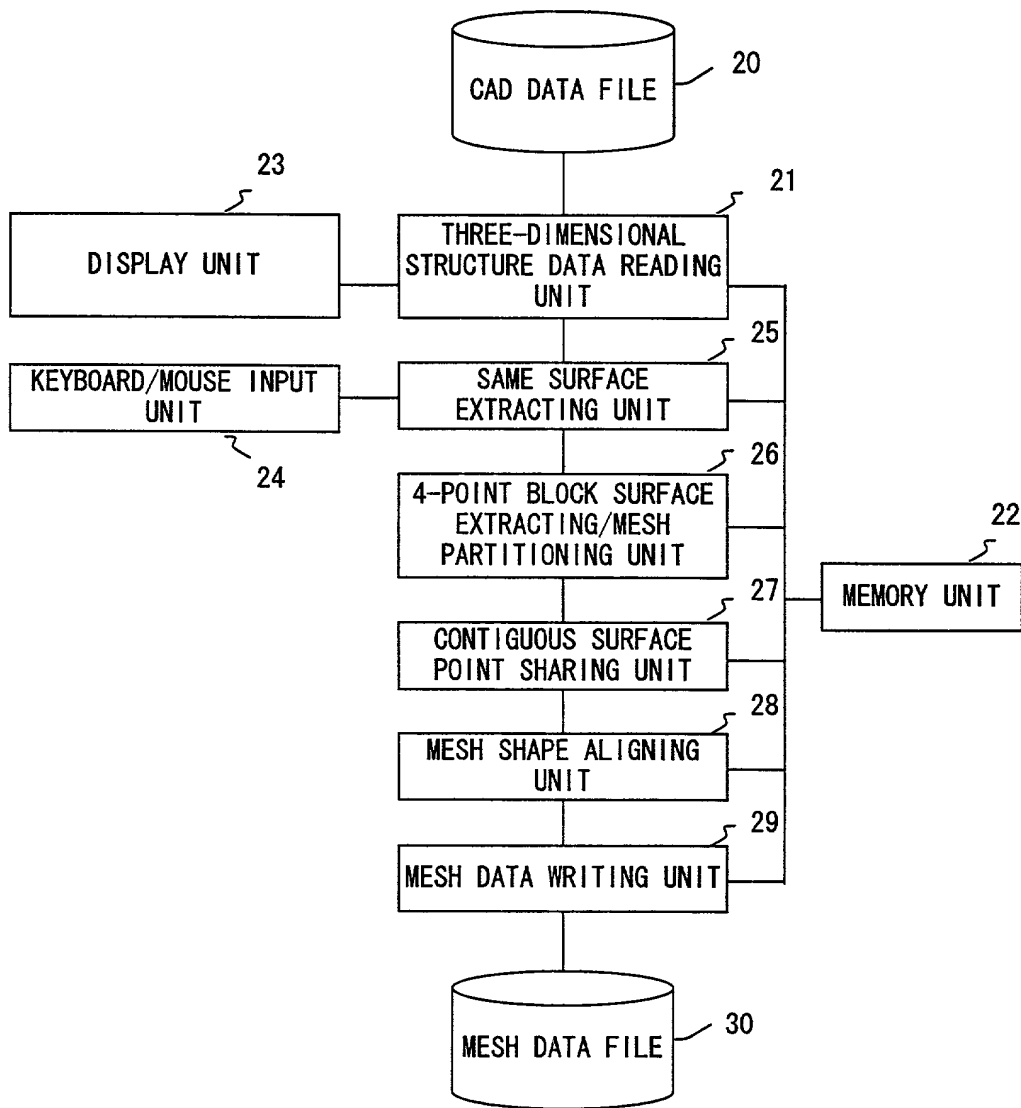 20
CAD DATA FILE
23
21
DISPLAY UNIT
THREE-DIMENSIONAL
STRUCTURE DATA READING
UNIT
25
KEYBOARD/MOUSE INPUT
UNIT
24
SAME SURFACE
EXTRACTING UNIT
26
4-POINT BLOCK SURFACE
EXTRACTING/MESH
PARTITIONING UNIT
22
MEMORY UNIT
27
CONTIGUOUS SURFACE
POINT SHARING UNIT
28
MESH SHAPE ALIGNING
UNIT
29
MESH DATA WRITING UNIT
30
MESH DATA FILE